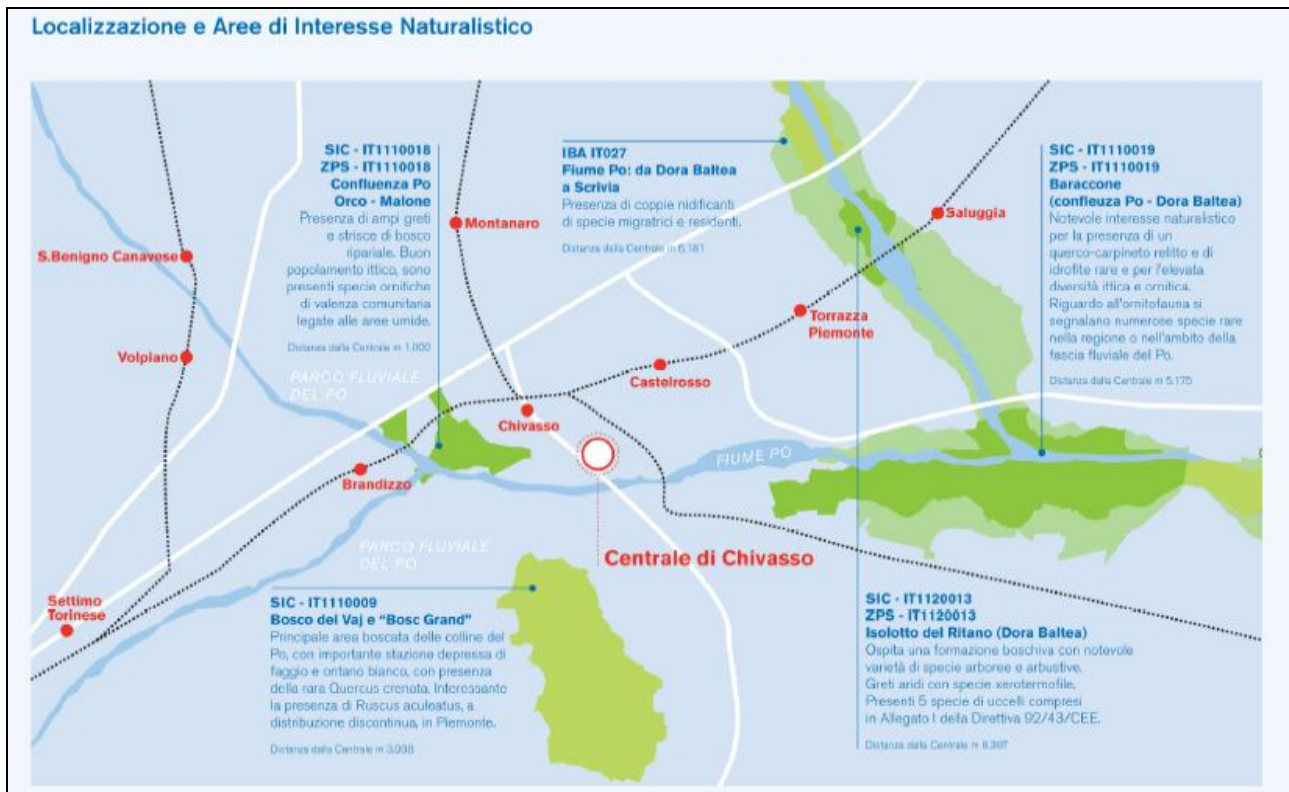 Localizzazione e Aree di Interesse Naturalistico
SIC - IT1110018
ZPS - IT1110018
Confluenza Po
Orco - Malone
Presenza di ampi greti
e strisce di bosco
ripariale. Buon
popolamento ittico, sono
presenti specie ornitiche
di valenza comunitaria
legate alle aree umide.
Distanza dalla Centrale m 1.000
IBA IT027
Fiume Po: da Dora Baltea
a Scrivia
Presenza di coppie nidificanti
di specie migratrici e residenti.
Distanza dalla Centrale m
SIC - IT1110019
ZPS - IT1110019
Baraccone
(confleuza Po - Dora Baltea)
Notevole interesse naturalistico
per la presenza di un
querco-carpineto relitto e di
idrofite rare e per l'elevata
diversità ittica e ornitica.
Riguardo all'ornitofauna si
segnalano numerose specie rare
nella regione o nell'ambito della
fascia fluviale del Po.
Distanza dalla Centrale m 5.175
Montanaro
Saluggia
S.Benigno Canavese
Volpiano
Torrazza
Piemonte
Castelrosso
PARCO FLUVIALE
DEL PO
Chivasso
Brandizzo
FIUME PO
PARCO FLUVIALE
DEL PO
Centrale di Chivasso
Settimo
Torinese
SIC - IT1110009
Bosco del Vaj e "Bosc Grand"
Principale area boscata delle colline del
Po, con importante stazione depressa di
faggio e ontano bianco, con presenza
della rara Quercus crenata. Interessante
la presenza di Ruscus aculeatus, a
distribuzione discontinua, in Piemonte.
Distanza dalla Centrale m
SIC - IT1120013
ZPS - IT1120013
Isolotto del Ritano (Dora Baltea)
Ospita una formazione boschiva con notevole
varietà di specie arboree e arbustive.
Greti aridi con specie xerotermofile.
Presenti 5 specie di uccelli compresi
in Allegato I della Direttiva 92/43/CEE.
Distanza dalla Centrale m